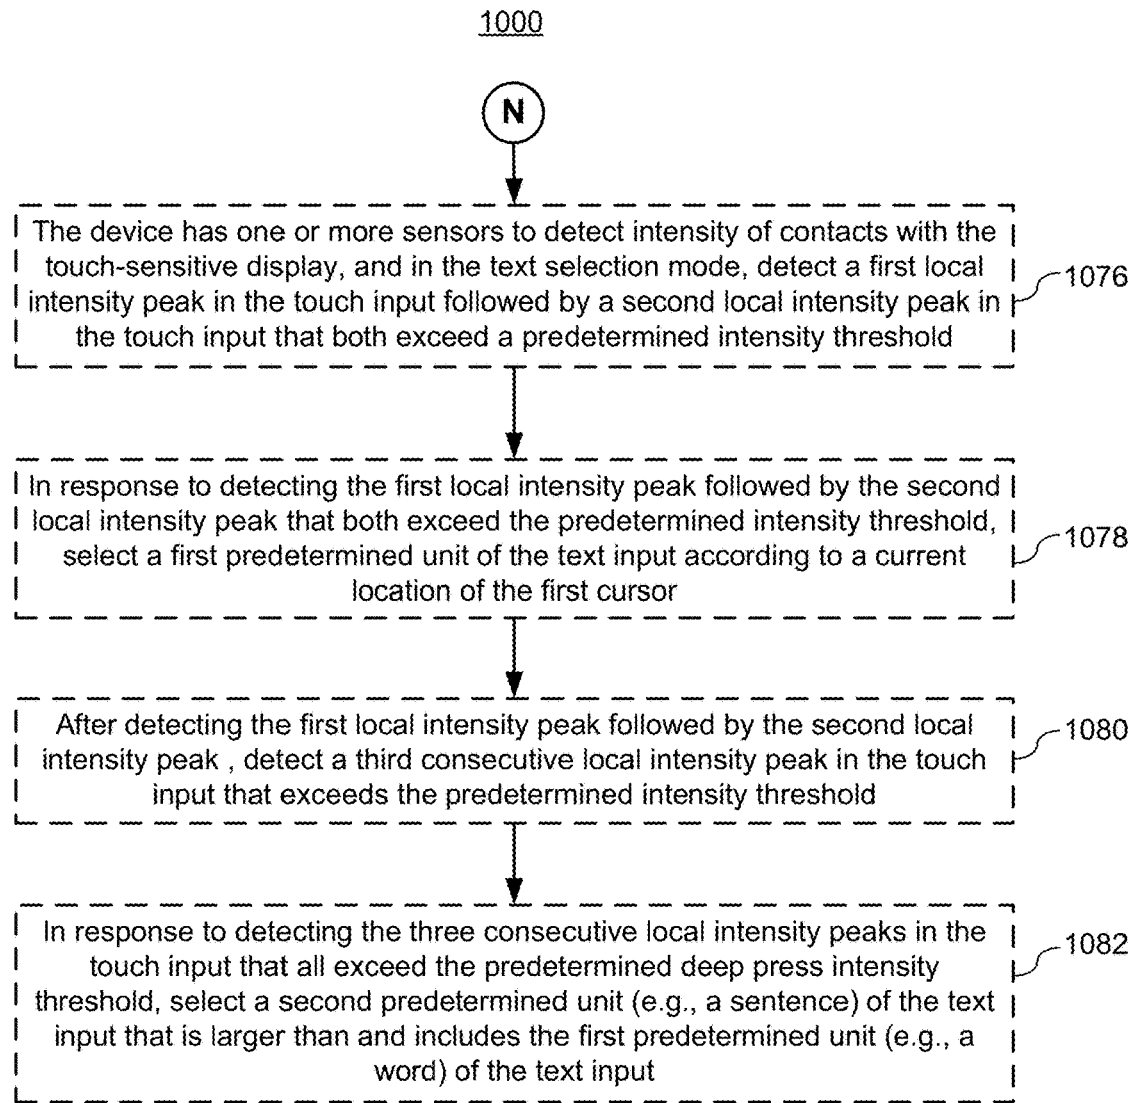 1000
N
The device has one or more sensors to detect intensity of contacts with the
touch-sensitive display, and in the text selection mode, detect a first local
intensity peak in the touch input followed by a second local intensity peak in
the touch input that both exceed a predetermined intensity threshold
1076
In response to detecting the first local intensity peak followed by the second
local intensity peak that both exceed the predetermined intensity threshold,
select a first predetermined unit of the text input according to a current
location of the first cursor
1078
After detecting the first local intensity peak followed by the second local
intensity peak , detect a third consecutive local intensity peak in the touch
input that exceeds the predetermined intensity threshold
1080
In response to detecting the three consecutive local intensity peaks in the
touch input that all exceed the predetermined deep press intensity
threshold, select a second predetermined unit (e.g., a sentence) of the text
input that is larger than and includes the first predetermined unit (e.g., a
word) of the text input
1082